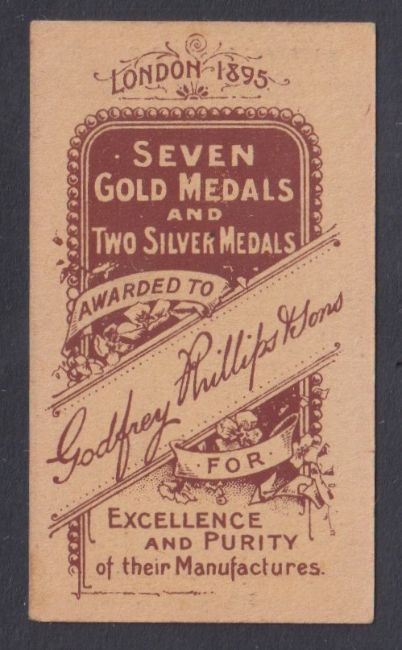 LONDON 1895.
SEVEN
GOLD MEDALS
AND
TWO SILVER MEDALS
AWARDED TO
Godfrey Phillips & Sons
FOR
EXCELLENCE
AND PURITY
of their Manufactures.